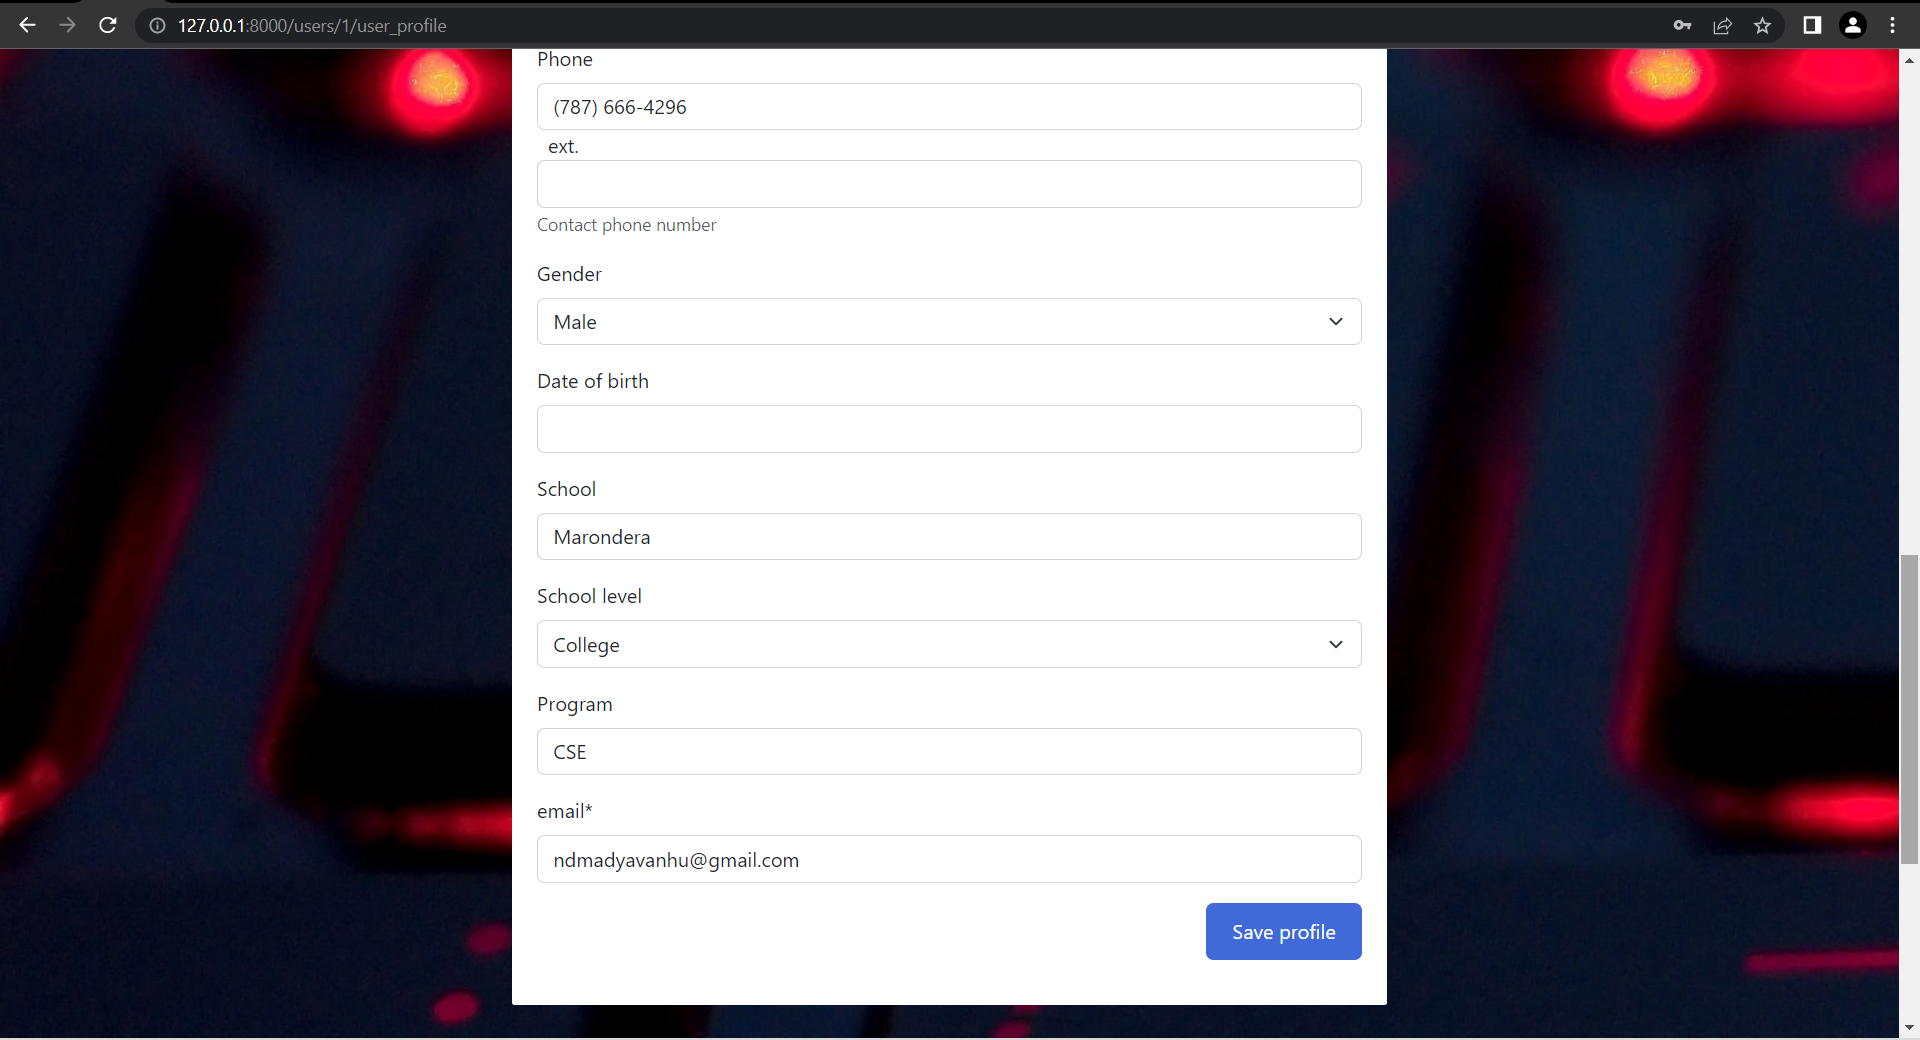 127.0.0.1:8000/users/1/user_profile
Phone
(787) 666-4296
ext.
Contact phone number
Gender
Male
Date of birth
School
Marondera
School level
College
Program
CSE
email*
ndmadyavanhu@gmail.com
Save profile